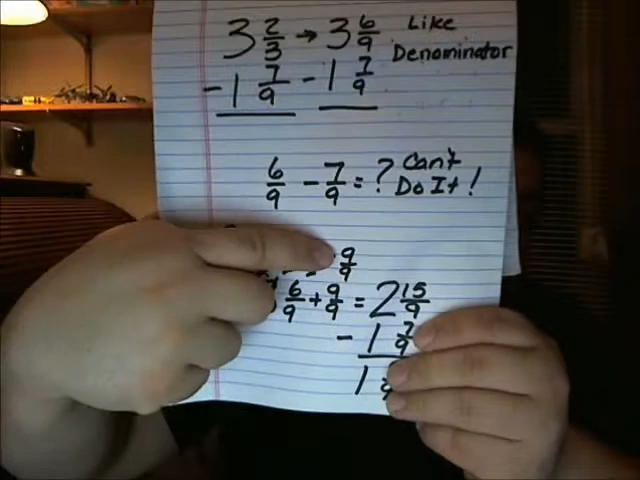 3 2/3 → 3 6/9 Like
- 1 7/9 - 1 7/9 Denominator
6/9 - 7/9 = ? Can't
Do It!
9/9
6/9 + 9/9 = 2 15/9
- 1 7/9
1